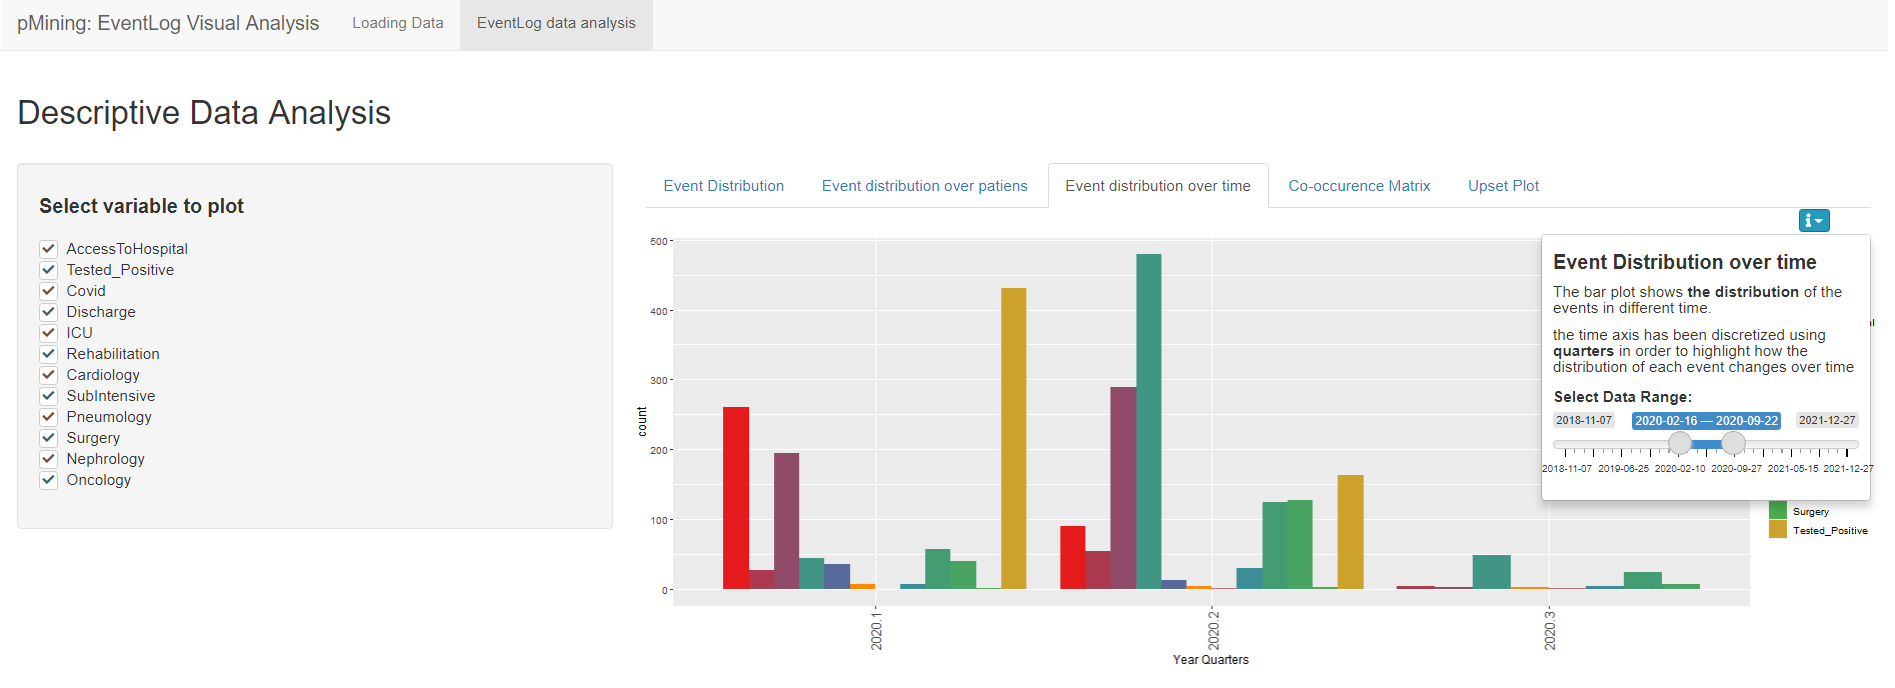 pMining: EventLog Visual Analysis Loading Data EventLog data analysis
Descriptive Data Analysis
Select variable to plot
AccessToHospital
Tested_Positive
Covid
Discharge
ICU
Rehabilitation
Cardiology
SubIntensive
Pneumology
Surgery
Nephrology
Oncology
Event Distribution Event distribution over patiens Event distribution over time Co-occurence Matrix Upset Plot
500
400
300
200
100
0
count
2020.1 2020.2 2020.3
Year Quarters
Event Distribution over time
The bar plot shows the distribution of the
events in different time.
the time axis has been discretized using
quarters in order to highlight how the
distribution of each event changes over time
Select Data Range:
2018-11-07 2020-02-16 — 2020-09-22 2021-12-27
2018-11-07 2019-06-25 2020-02-10 2020-09-27 2021-05-15 2021-12-27
Surgery
Tested_Positive